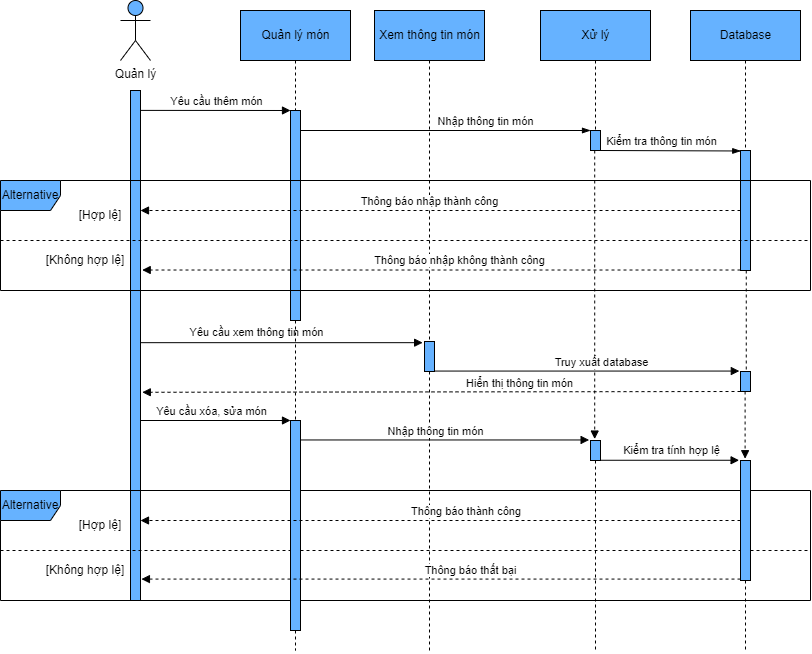 Quản lý
Quản lý món
Xem thông tin món
Xử lý
Database
Yêu cầu thêm món
Nhập thông tin món
Kiểm tra thông tin món
Alternative
[Hợp lệ]
Thông báo nhập thành công
[Không hợp lệ]
Thông báo nhập không thành công
Yêu cầu xem thông tin món
Truy xuất database
Hiển thị thông tin món
Yêu cầu xóa, sửa món
Nhập thông tin món
Kiểm tra tính hợp lệ
Alternative
[Hợp lệ]
Thông báo thành công
[Không hợp lệ]
Thông báo thất bại